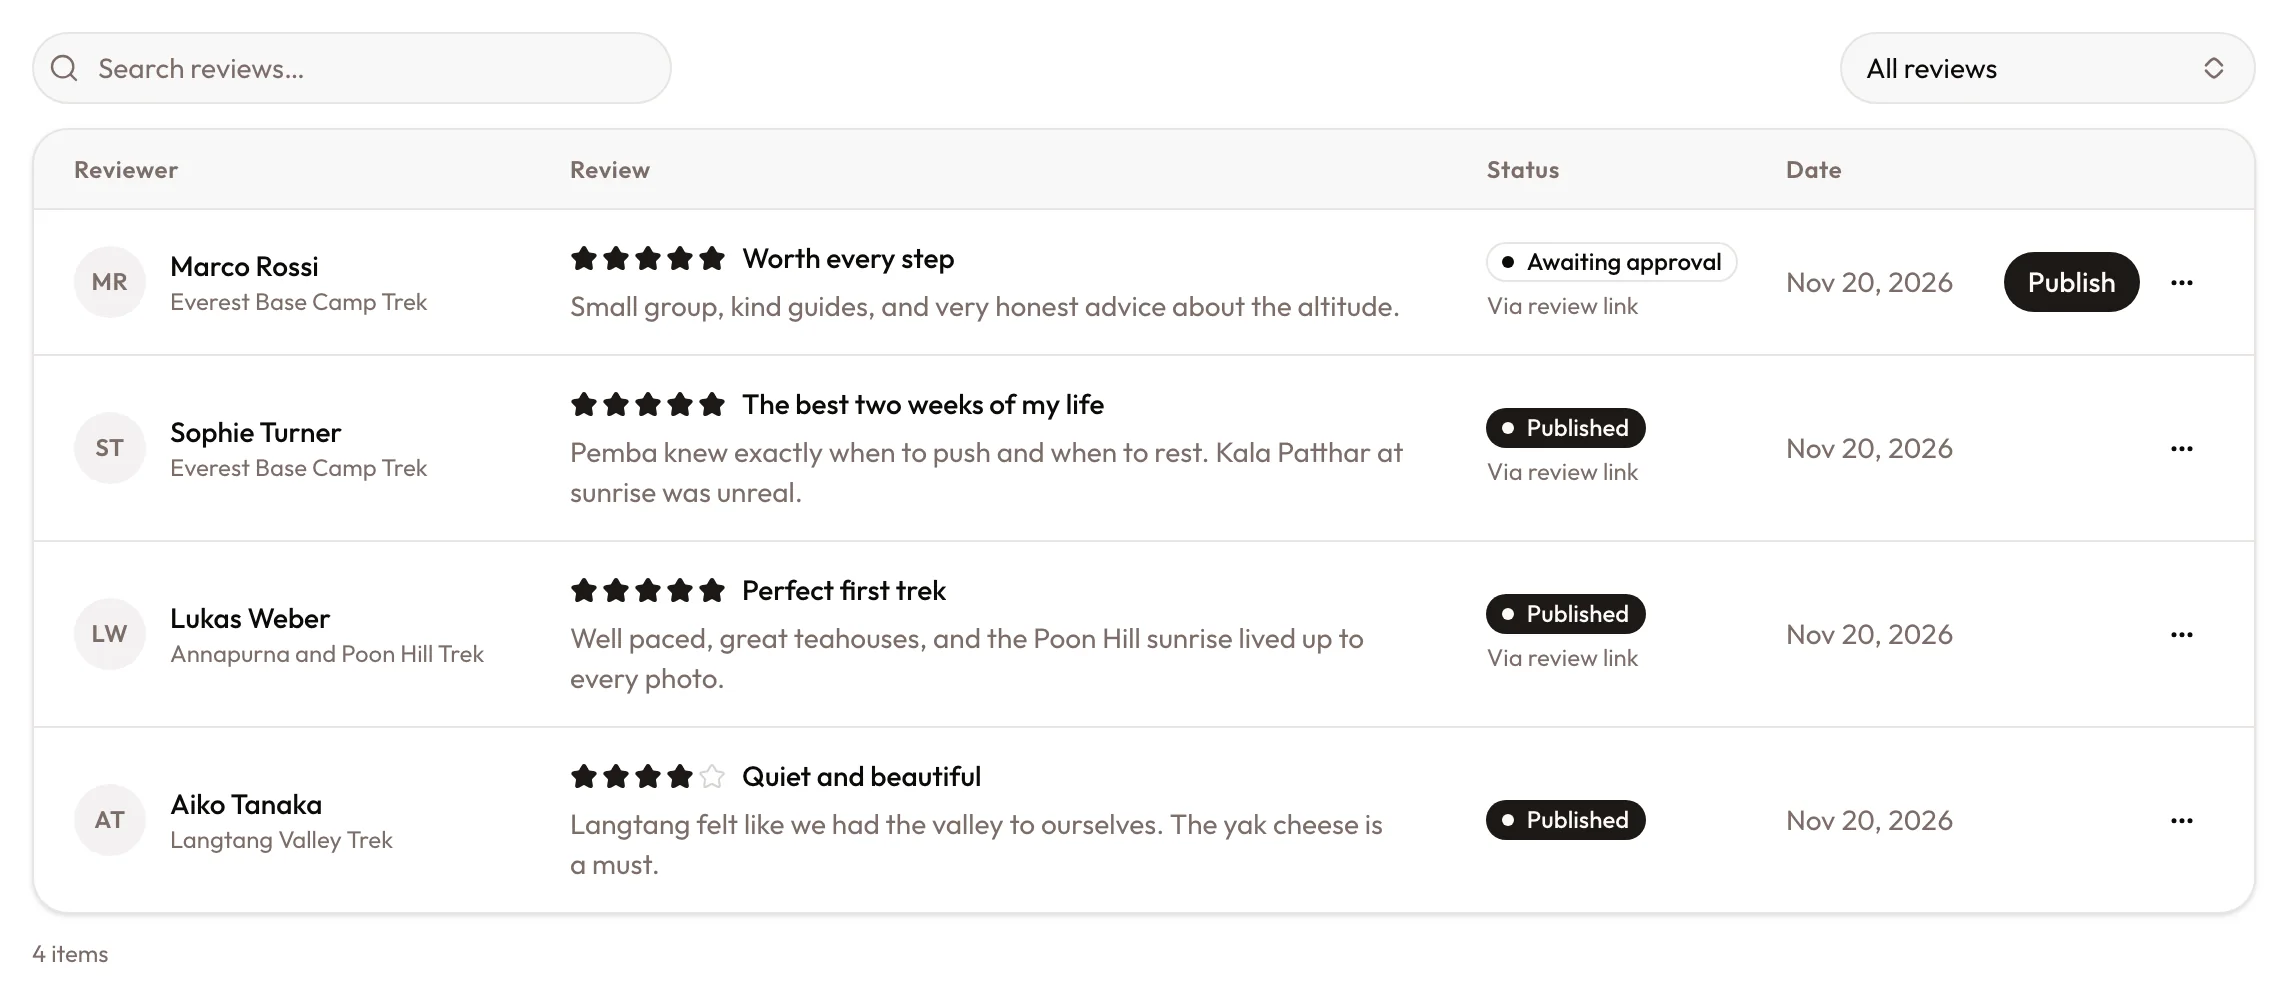 Search reviews...
All reviews
Reviewer Review Status Date
MR
Marco Rossi
Everest Base Camp Trek
Worth every step
Small group, kind guides, and very honest advice about the altitude.
Awaiting approval
Via review link
Nov 20, 2026
Publish
ST
Sophie Turner
Everest Base Camp Trek
The best two weeks of my life
Pemba knew exactly when to push and when to rest. Kala Patthar at
sunrise was unreal.
Published
Via review link
Nov 20, 2026
LW
Lukas Weber
Annapurna and Poon Hill Trek
Perfect first trek
Well paced, great teahouses, and the Poon Hill sunrise lived up to
every photo.
Published
Via review link
Nov 20, 2026
AT
Aiko Tanaka
Langtang Valley Trek
Quiet and beautiful
Langtang felt like we had the valley to ourselves. The yak cheese is
a must.
Published
Nov 20, 2026
4 items